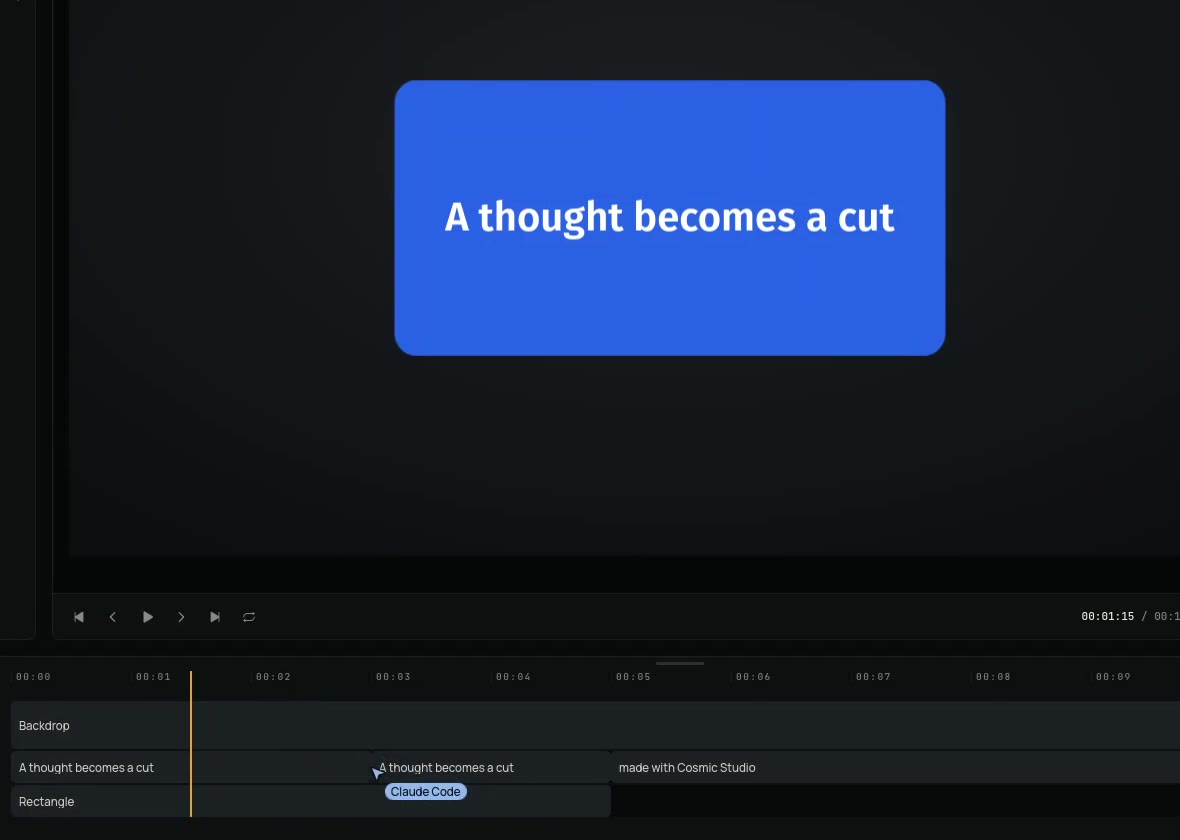 A thought becomes a cut
00:01:15 / 00:1
00:00 00:01 00:02 00:03 00:04 00:05 00:06 00:07 00:08 00:09
Backdrop
A thought becomes a cut A thought becomes a cut made with Cosmic Studio
Claude Code
Rectangle